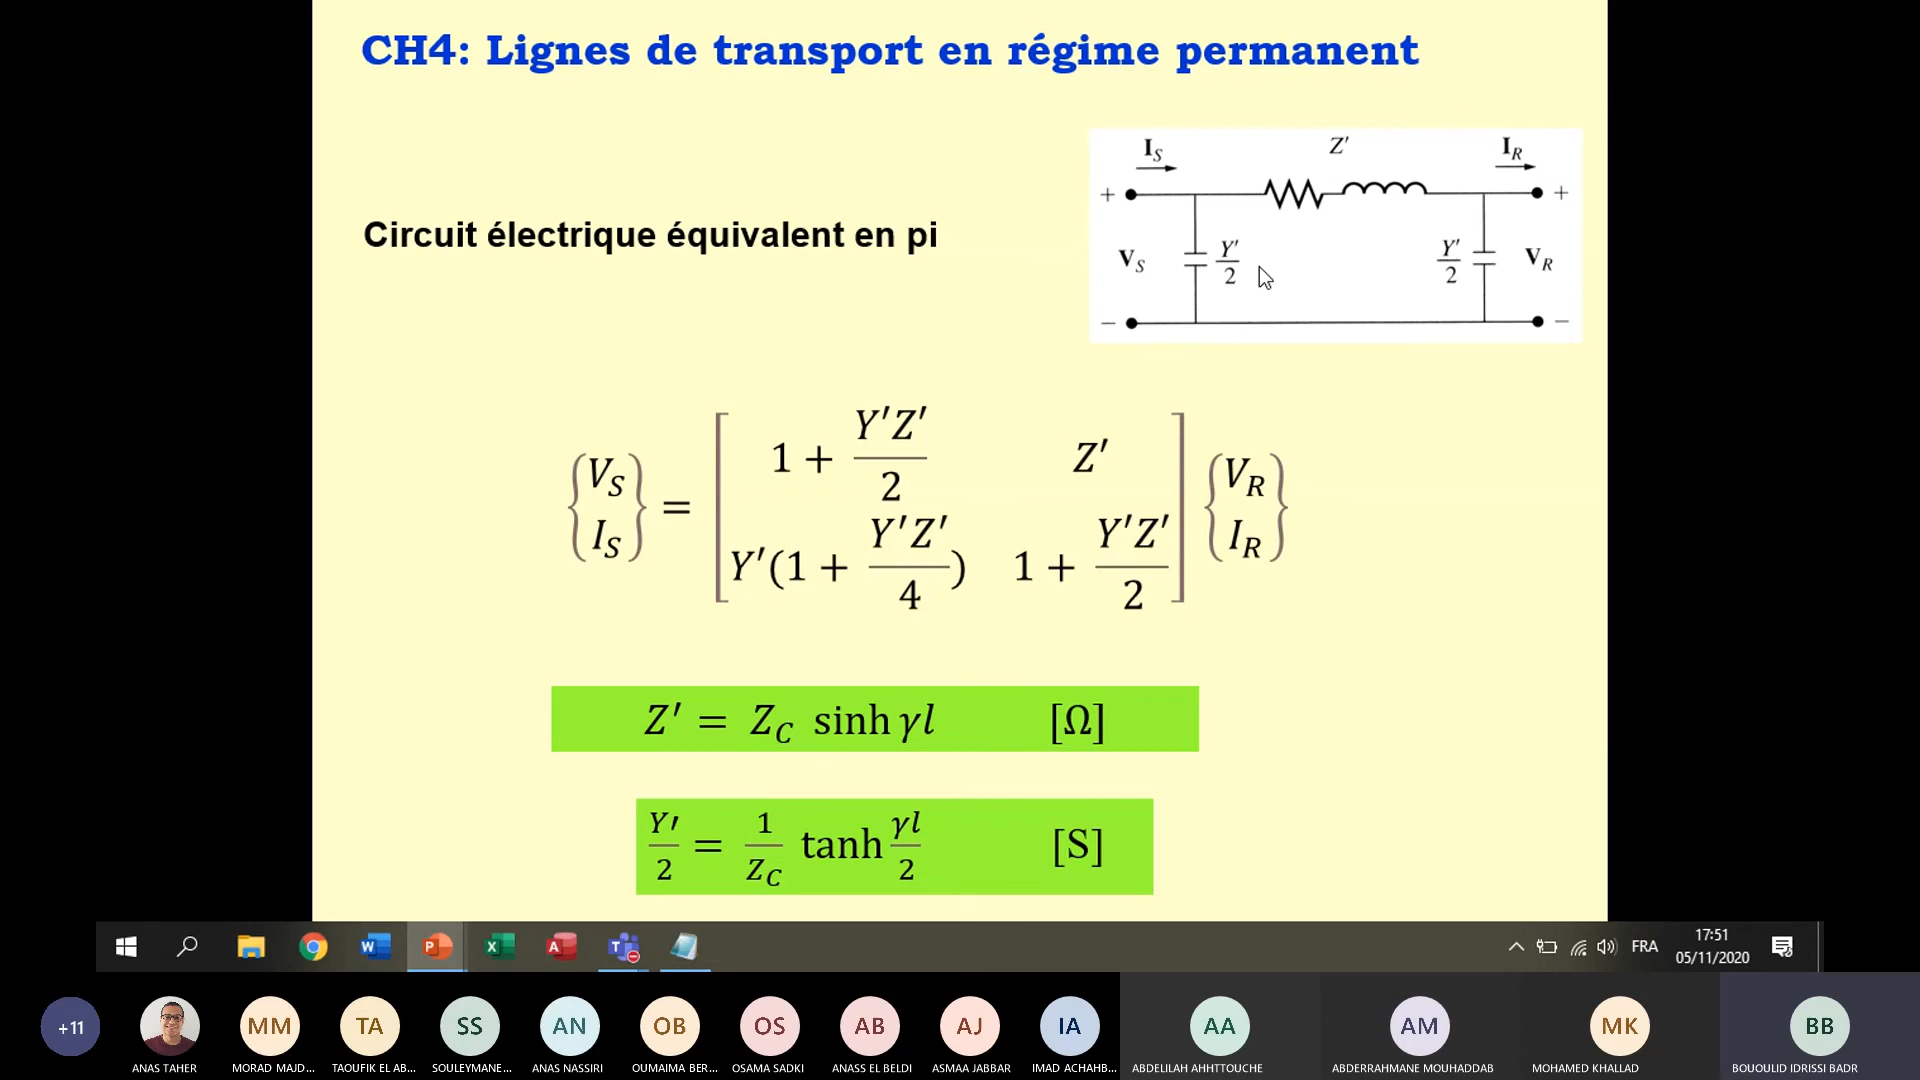 CH4: Lignes de transport en régime permanent
I_S Z' I_R
+ +
Circuit électrique équivalent en pi
V_S Y'/2 Y'/2 V_R
– –
{V_S I_S} = [1 + Y'Z'/2 Z' Y'(1 + Y'Z'/4) 1 + Y'Z'/2] {V_R I_R}
Z' = Z_C sinh γl [Ω]
Y'/2 = 1/Z_C tanh γl/2 [S]
W P X A T FRA 17:51
05/11/2020
+11 MM TA SS AN OB OS AB AJ IA AA AM MK BB
ANAS TAHER MORAD MAJD... TAOUFIK EL AB... SOULEYMANE... ANAS NASSIRI OUMAIMA BER... OSAMA SADKI ANASS EL BELDI ASMAA JABBAR IMAD ACHAHB... ABDELILAH AHHTTOUCHE ABDERRAHMANE MOUHADDAB MOHAMED KHALLAD BOUOULID IDRISSI BADR